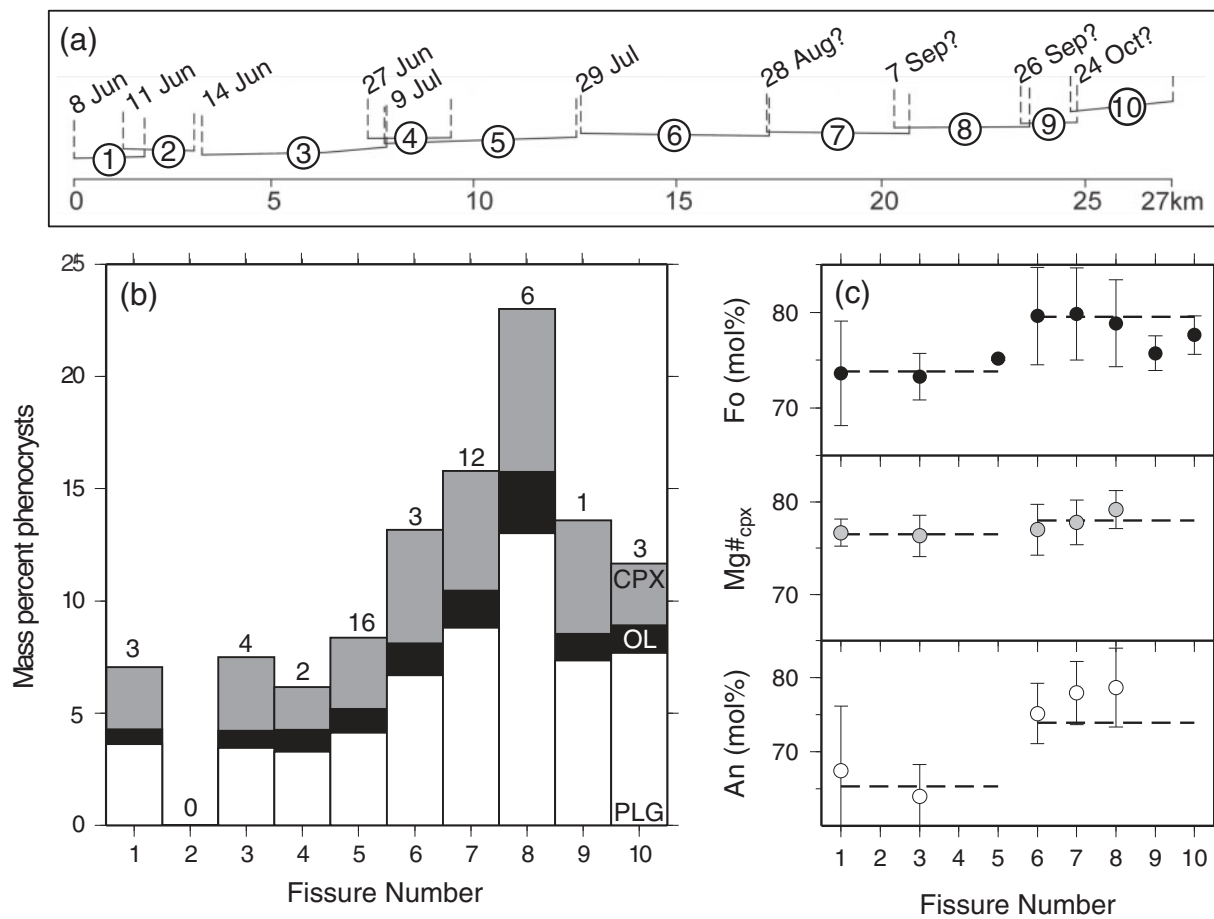 (a)
8 Jun
11 Jun
14 Jun
27 Jun
9 Jul
29 Jul
28 Aug?
7 Sep?
26 Sep?
24 Oct?
1 2 3 4 5 6 7 8 9 10
0 5 10 15 20 25 27km
(b)
Mass percent phenocrysts
25
20
15
10
5
0
3 0 4 2 16 3 12 6 1 3
CPX
OL
PLG
1 2 3 4 5 6 7 8 9 10
Fissure Number
(c)
Fo (mol%)
80
70
Mg#cpx
80
70
An (mol%)
80
70
1 2 3 4 5 6 7 8 9 10
Fissure Number